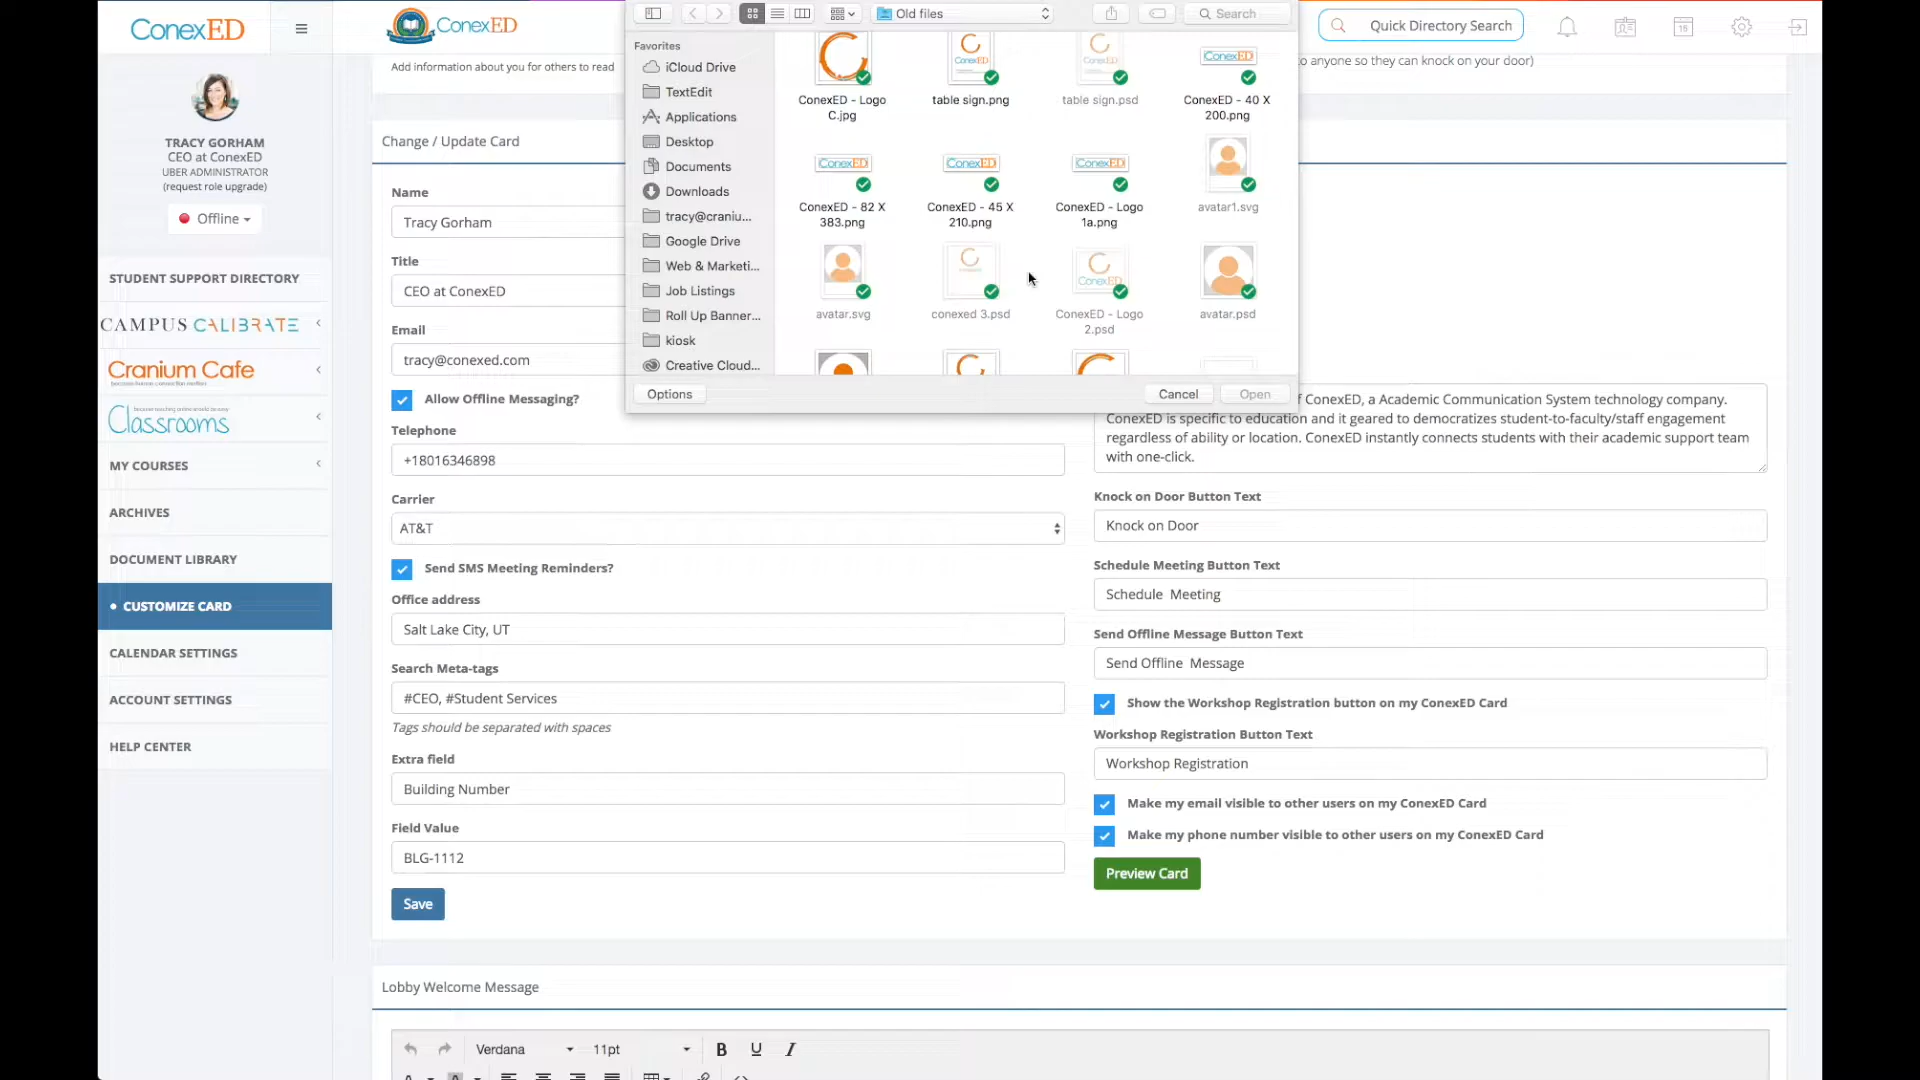 ConexED
ConexED
TRACY GORHAM
CEO at ConexED
UBER ADMINISTRATOR
(request role upgrade)
Offline
STUDENT SUPPORT DIRECTORY
CAMPUS CALIBRATE
Cranium Cafe
Classrooms
MY COURSES
ARCHIVES
DOCUMENT LIBRARY
CUSTOMIZE CARD
CALENDAR SETTINGS
ACCOUNT SETTINGS
HELP CENTER
Old files
Search
Quick Directory Search
Favorites
iCloud Drive
TextEdit
Applications
Desktop
Documents
Downloads
tracy@craniu...
Google Drive
Web & Marketi...
Job Listings
Roll Up Banner...
kiosk
Creative Cloud...
ConexED - Logo
C.jpg
table sign.png
table sign.psd
ConexED - 40 X
200.png
ConexED - 82 X
383.png
ConexED - 45 X
210.png
ConexED - Logo
1a.png
avatar1.svg
avatar.svg
conexed 3.psd
ConexED - Logo
2.psd
avatar.psd
Options
Cancel
Open
Add information about you for others to read
to anyone so they can knock on your door)
Change / Update Card
Name
Tracy Gorham
Title
CEO at ConexED
Email
tracy@conexed.com
Allow Offline Messaging?
Telephone
+18016346898
Carrier
AT&T
Send SMS Meeting Reminders?
Office address
Salt Lake City, UT
Search Meta-tags
#CEO, #Student Services
Tags should be separated with spaces
Extra field
Building Number
Field Value
BLG-1112
Save
f ConexED, a Academic Communication System technology company.
ConexED is specific to education and it geared to democratizes student-to-faculty/staff engagement
regardless of ability or location. ConexED instantly connects students with their academic support team
with one-click.
Knock on Door Button Text
Knock on Door
Schedule Meeting Button Text
Schedule  Meeting
Send Offline Message Button Text
Send Offline  Message
Show the Workshop Registration button on my ConexED Card
Workshop Registration Button Text
Workshop Registration
Make my email visible to other users on my ConexED Card
Make my phone number visible to other users on my ConexED Card
Preview Card
Lobby Welcome Message
Verdana
11pt
B U I